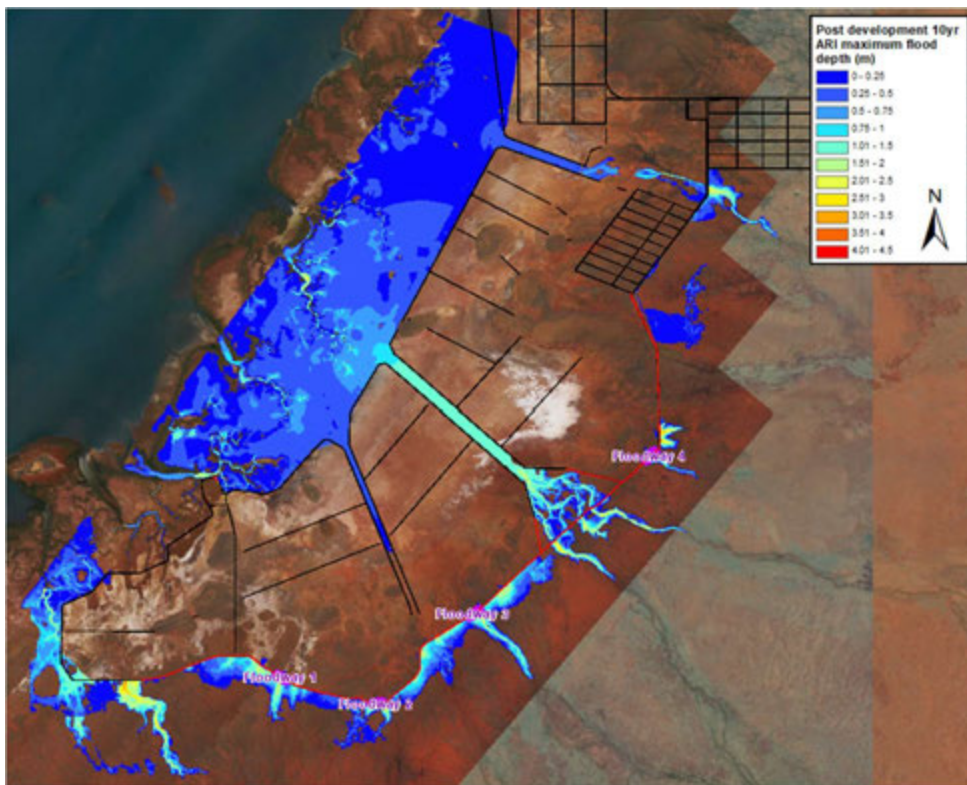 Post development 10yr
ARI maximum flood
depth (m)
0 - 0.25
0.25 - 0.5
0.5 - 0.75
0.75 - 1
1.01 - 1.5
1.51 - 2
2.01 - 2.5
2.51 - 3
3.01 - 3.5
3.51 - 4
4.01 - 4.5
N
Floodway 4
Floodway 3
Floodway 1
Floodway 2